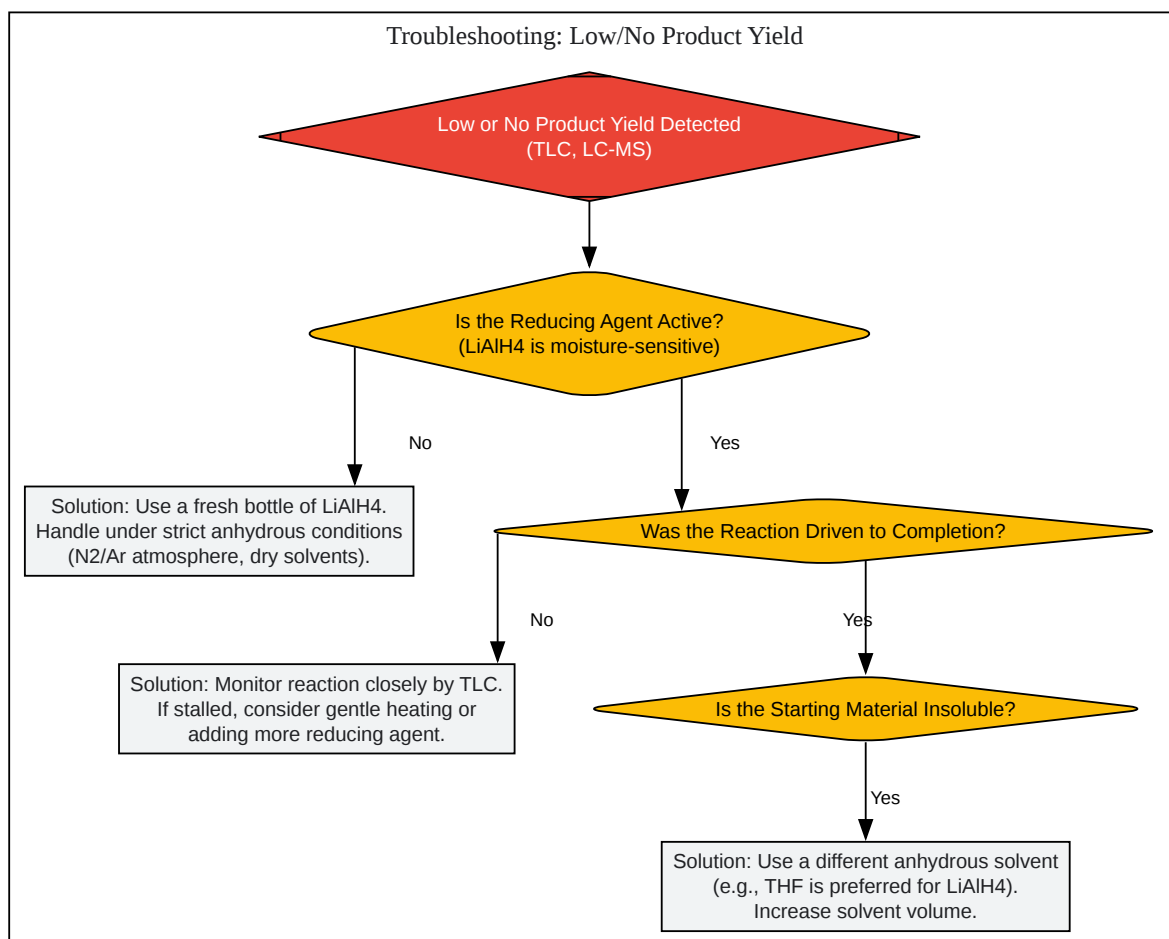 Troubleshooting: Low/No Product Yield
Low or No Product Yield Detected
(TLC, LC-MS)
Is the Reducing Agent Active?
(LiAlH4 is moisture-sensitive)
No
Yes
Solution: Use a fresh bottle of LiAlH4.
Handle under strict anhydrous conditions
(N2/Ar atmosphere, dry solvents).
Was the Reaction Driven to Completion?
No
Yes
Solution: Monitor reaction closely by TLC.
If stalled, consider gentle heating or
adding more reducing agent.
Is the Starting Material Insoluble?
Yes
Solution: Use a different anhydrous solvent
(e.g., THF is preferred for LiAlH4).
Increase solvent volume.